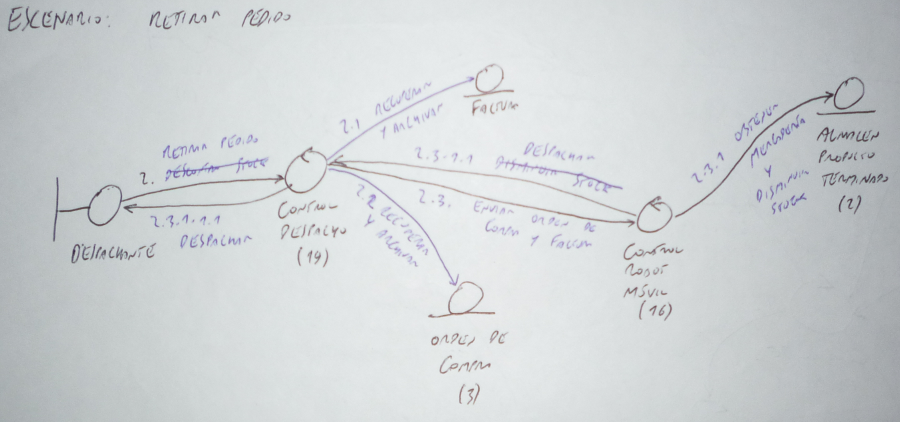 ESCENARIO: RETIRAR PEDIDO
2.1 RECUPERAR
Y ARCHIVAR
FACTURA
RETIRAR PEDIDO
2. DESCONTAR STOCK
2.3.1.1.1
DESPACHAR
DESPACHANTE
CONTROL
DESPACHO
(19)
2.2 RECUPERAR
Y ARCHIVAR
ORDEN DE
COMPRA
(3)
DESPACHAR
2.3.1.1 DISMINUIR STOCK
2.3. ENVIAR ORDEN DE
COMPRA Y FACTURA
CONTROL
ROBOT
MÓVIL
(16)
2.3.1 OBTENER
MERCADERÍA
Y
DISMINUIR
STOCK
ALMACEN
PRODUCTO
TERMINADO
(2)